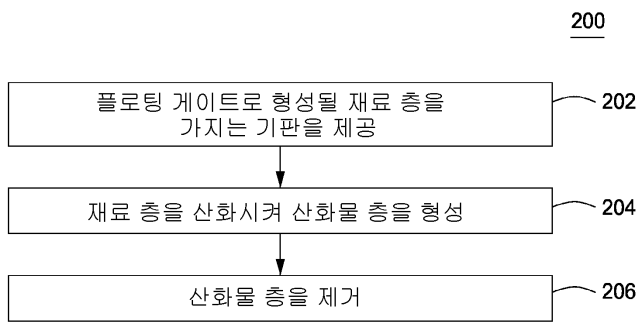 200
플로팅 게이트로 형성될 재료 층을
가지는 기판을 제공
202
재료 층을 산화시켜 산화물 층을 형성
204
산화물 층을 제거
206